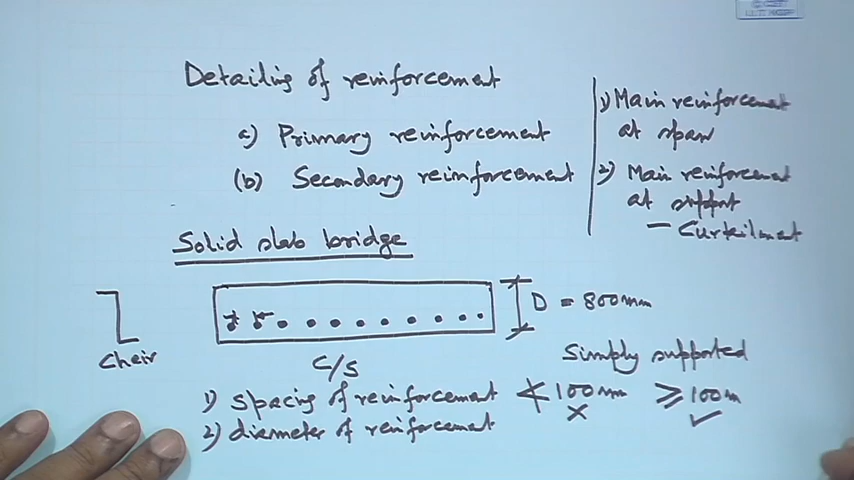 Detailing of reinforcement
a) Primary reinforcement
(b) Secondary reinforcement
1) Main reinforcement
at span
2) Main reinforcement
at support
- Curtailment
Solid slab bridge
D = 800mm
Chair
C/S
Simply supported
1) spacing of reinforcement ≮ 100mm ⩾ 100m
× ✓
2) diameter of reinforcement